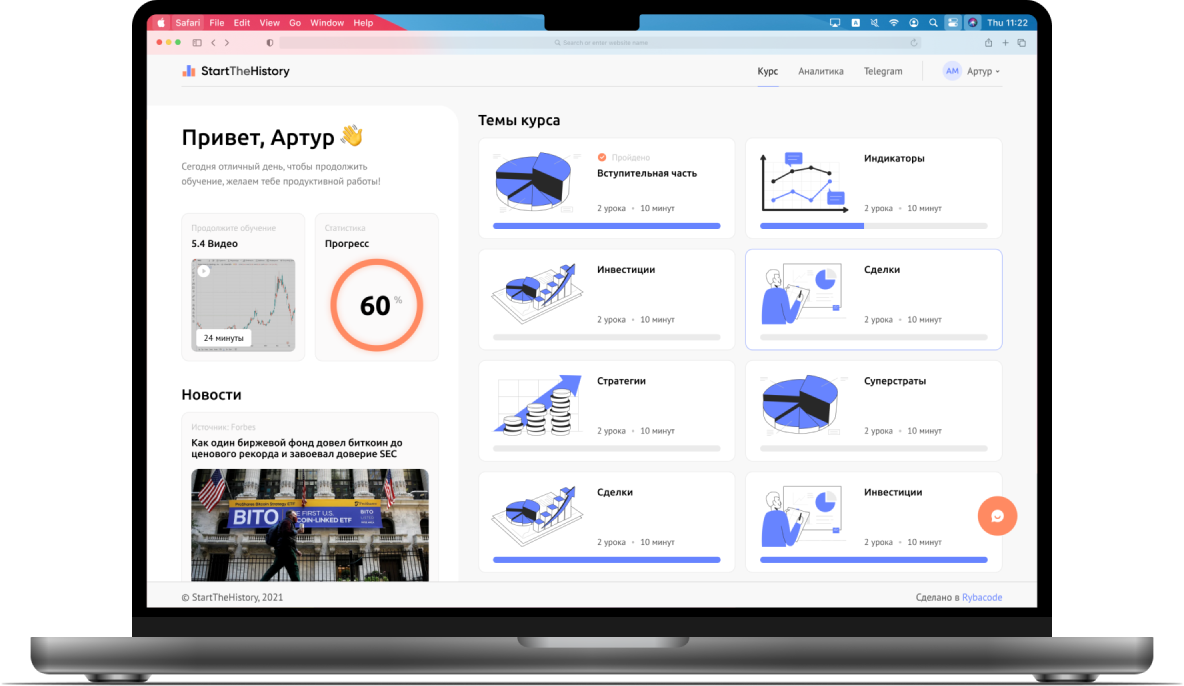 Safari File Edit View Go Window Help
A
Thu 11:22
Search or enter website name
StartTheHistory
Курс Аналитика Telegram
АМ Артур
Привет, Артур
Сегодня отличный день, чтобы продолжить
обучение, желаем тебе продуктивной работы!
Продолжите обучение
5.4 Видео
24 минуты
Статистика
Прогресс
60 %
Новости
Источник: Forbes
Как один биржевой фонд довел биткоин до
ценового рекорда и завоевал доверие SEC
BITO
E FIRST U.S.
COIN-LINKED ETF
BITO
Темы курса
Пройдено
Вступительная часть
2 урока • 10 минут
Индикаторы
2 урока • 10 минут
Инвестиции
2 урока • 10 минут
Сделки
2 урока • 10 минут
Стратегии
2 урока • 10 минут
Суперстраты
2 урока • 10 минут
Сделки
2 урока • 10 минут
Инвестиции
2 урока • 10 минут
© StartTheHistory, 2021
Сделано в Rybacode